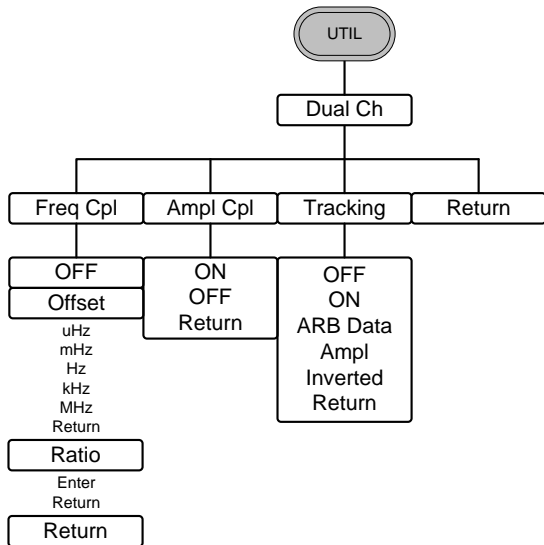 UTIL
Dual Ch
Freq Cpl
Ampl Cpl
Tracking
Return
OFF
Offset
uHz
mHz
Hz
kHz
MHz
Return
Ratio
Enter
Return
Return
ON
OFF
Return
OFF
ON
ARB Data
Ampl
Inverted
Return